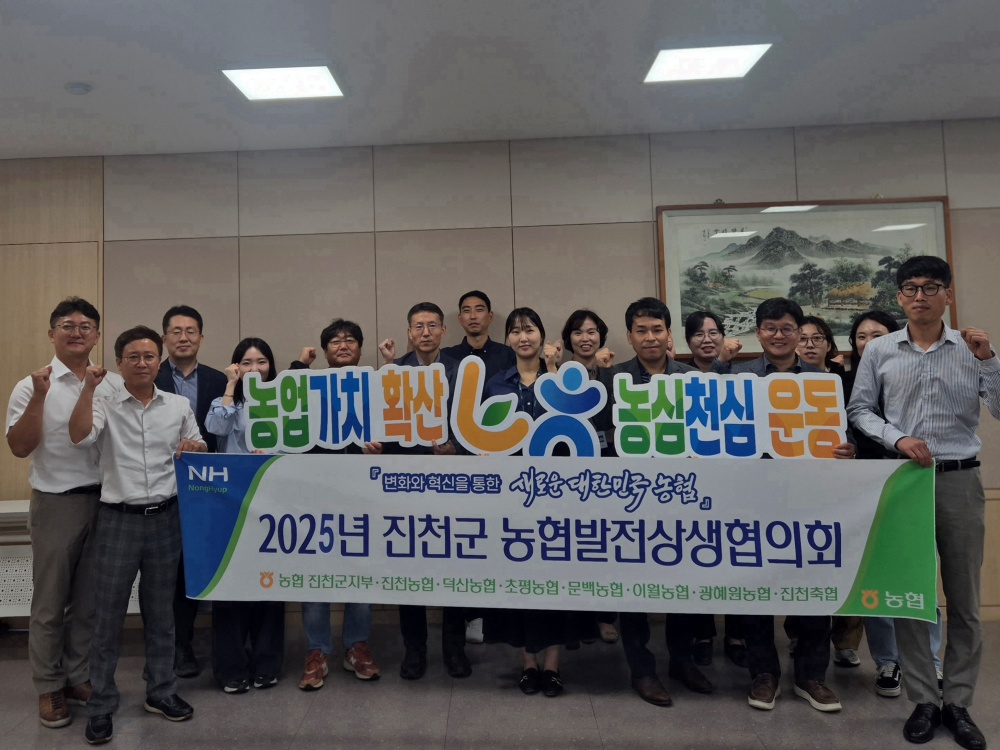 농업가치 확산 농심천심 운동
NH
NongHyup
『변화와 혁신을 통한 새로운 대한민국 농협』
2025년 진천군 농협발전상생협의회
농협 진천군지부·진천농협·덕산농협·초평농협·문백농협·이월농협·광혜원농협·진천축협
농협